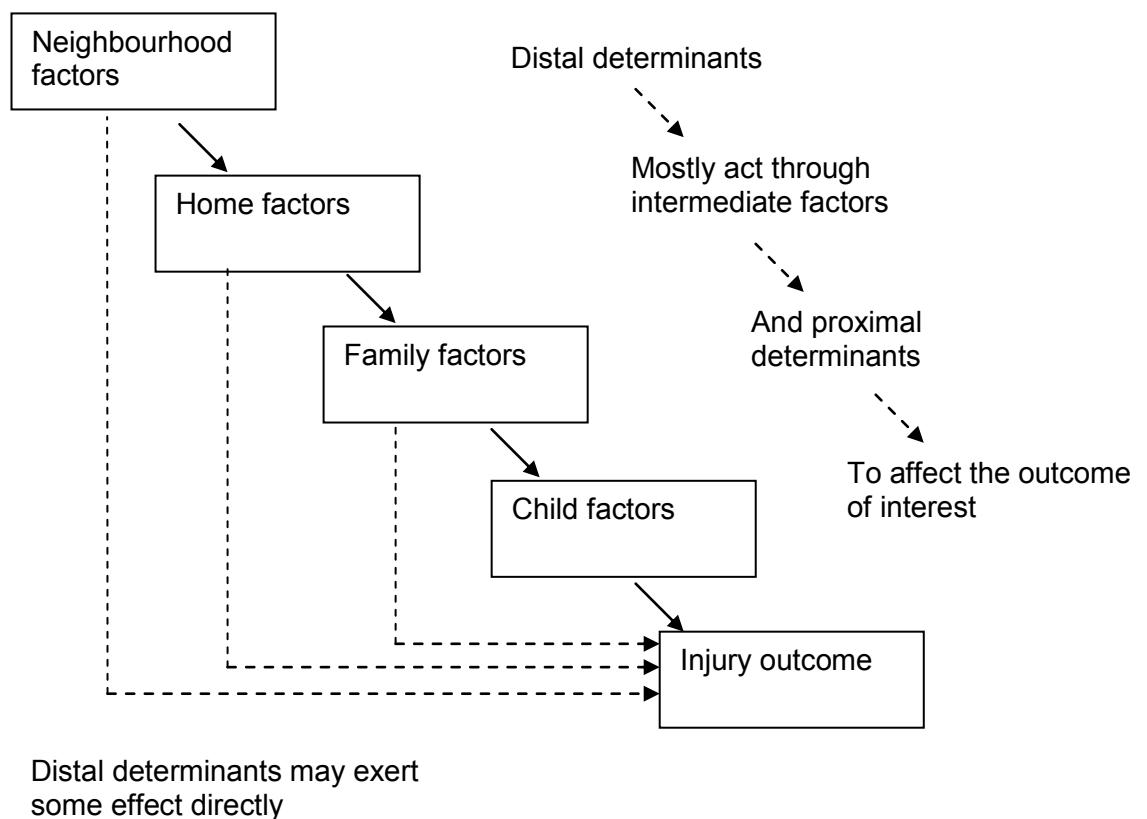 Neighbourhood
factors
Distal determinants
Mostly act through
intermediate factors
Home factors
And proximal
determinants
Family factors
To affect the outcome
of interest
Child factors
Injury outcome
Distal determinants may exert
some effect directly